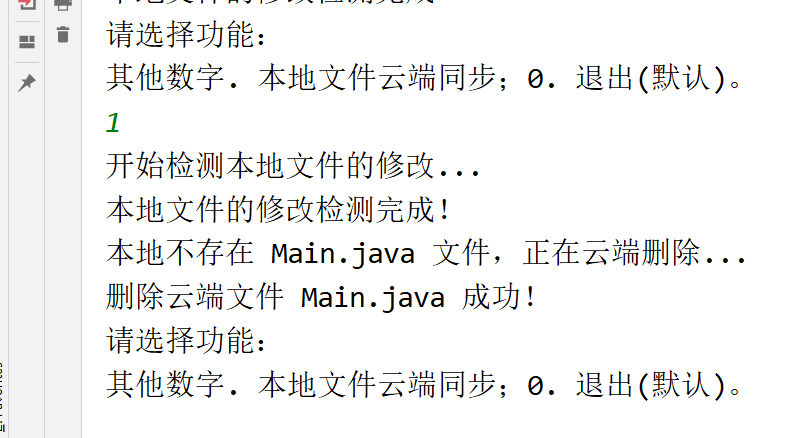 请选择功能：
其他数字. 本地文件云端同步；0. 退出(默认)。
1
开始检测本地文件的修改...
本地文件的修改检测完成！
本地不存在 Main.java 文件，正在云端删除...
删除云端文件 Main.java 成功！
请选择功能：
其他数字. 本地文件云端同步；0. 退出(默认)。